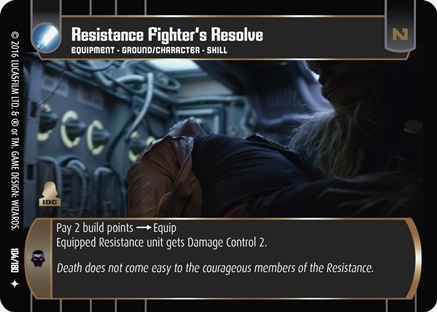 Resistance Fighter's Resolve
EQUIPMENT - GROUND/CHARACTER - SKILL
N
© 2016 LUCASFILM LTD. & ® or TM. GAME DESIGN: WIZARDS.
104/180
IDC
Pay 2 build points → Equip
Equipped Resistance unit gets Damage Control 2.
Death does not come easy to the courageous members of the Resistance.